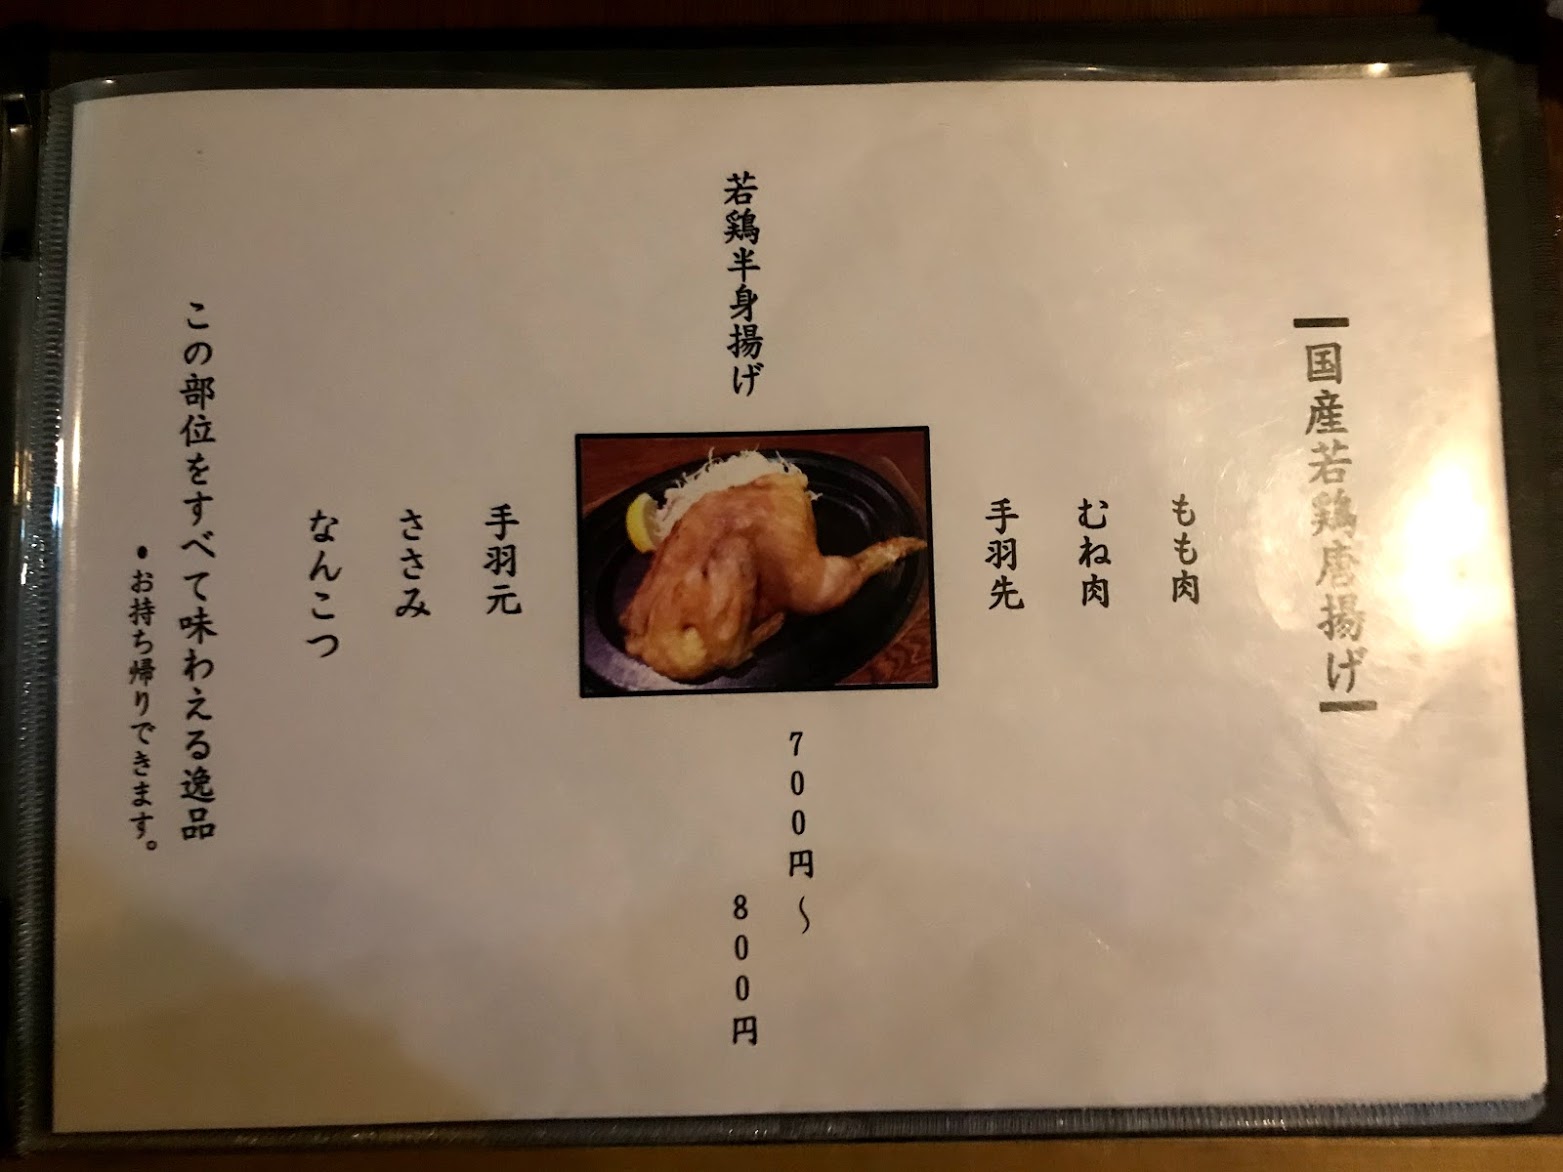 国産若鶏唐揚げ
もも肉
むね肉
手羽先
若鶏半身揚げ
700円～
800円
手羽元
ささみ
なんこつ
この部位をすべて味わえる逸品
•お持ち帰りできます。